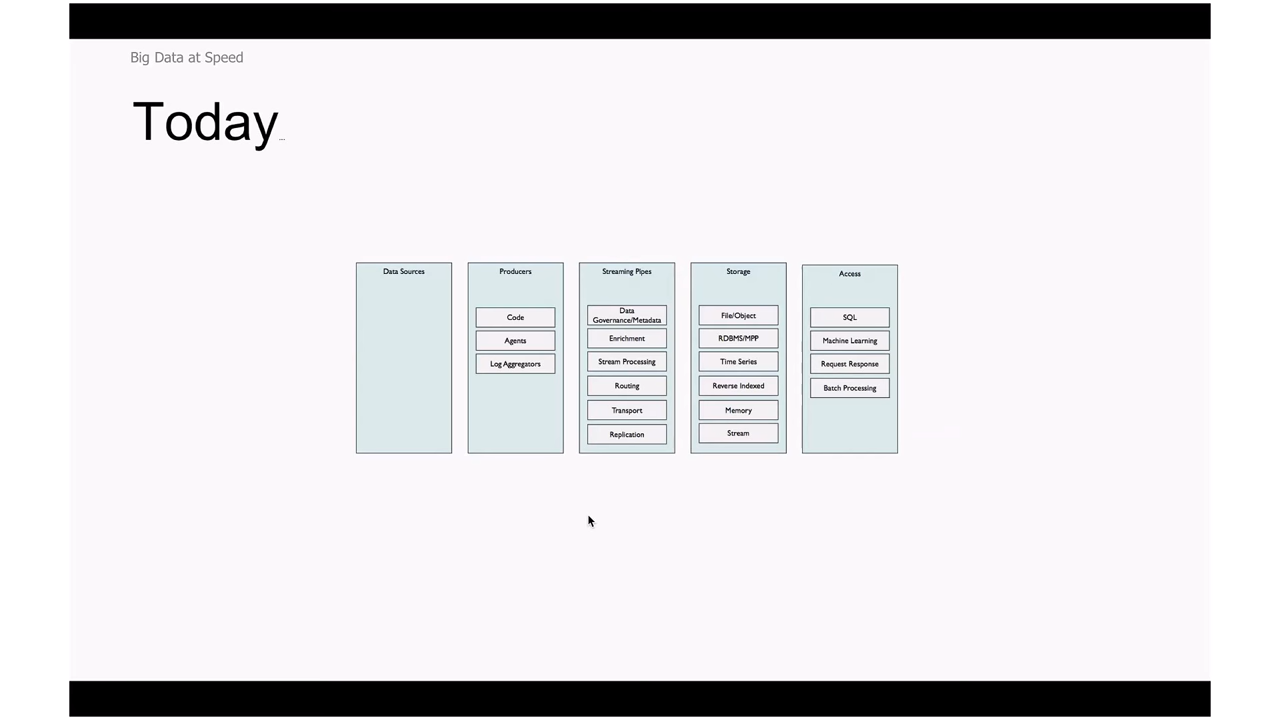 Big Data at Speed
Today...
Data Sources
Producers
Code
Agents
Log Aggregators
Streaming Pipes
Data
Governance/Metadata
Enrichment
Stream Processing
Routing
Transport
Replication
Storage
File/Object
RDBMS/MPP
Time Series
Reverse Indexed
Memory
Stream
Access
SQL
Machine Learning
Request Response
Batch Processing